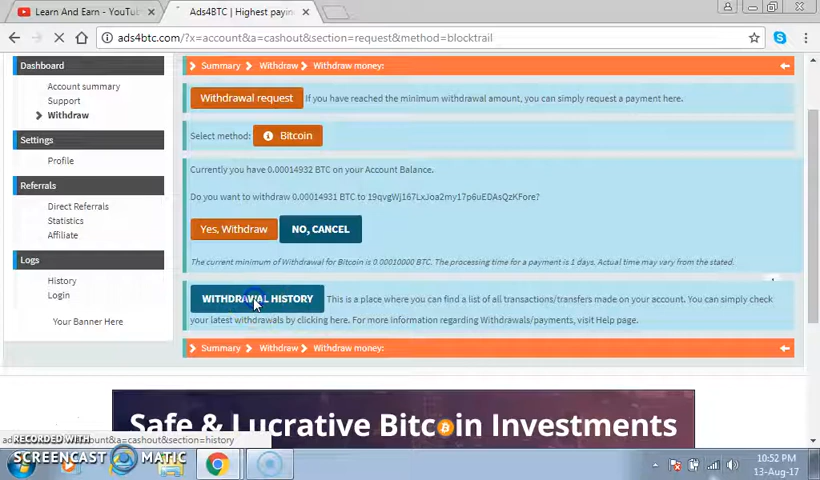 Learn And Earn - YouTu
Ads4BTC | Highest payin
ads4btc.com/?x=account&a=cashout&section=request&method=blocktrail
Dashboard
Account summary
Support
Withdraw
Settings
Profile
Referrals
Direct Referrals
Statistics
Affiliate
Logs
History
Login
Your Banner Here
Summary Withdraw Withdraw money:
Withdrawal request If you have reached the minimum withdrawal amount, you can simply request a payment here.
Select method: Bitcoin
Currently you have 0.00014932 BTC on your Account Balance.
Do you want to withdraw 0.00014931 BTC to 19qvgWj167LxJoa2my17p6uEDAsQzKFore?
Yes, Withdraw NO, CANCEL
The current minimum of Withdrawal for Bitcoin is 0.00010000 BTC. The processing time for a payment is 1 days. Actual time may vary from the stated.
WITHDRAWAL HISTORY This is a place where you can find a list of all transactions/transfers made on your account. You can simply check
your latest withdrawals by clicking here. For more information regarding Withdrawals/payments, visit Help page.
Summary Withdraw Withdraw money:
Safe & Lucrative Bitcoin Investments
ount&a=cashout&section=history
RECORDED WITH
SCREENCAST MATIC
10:52 PM
13-Aug-17